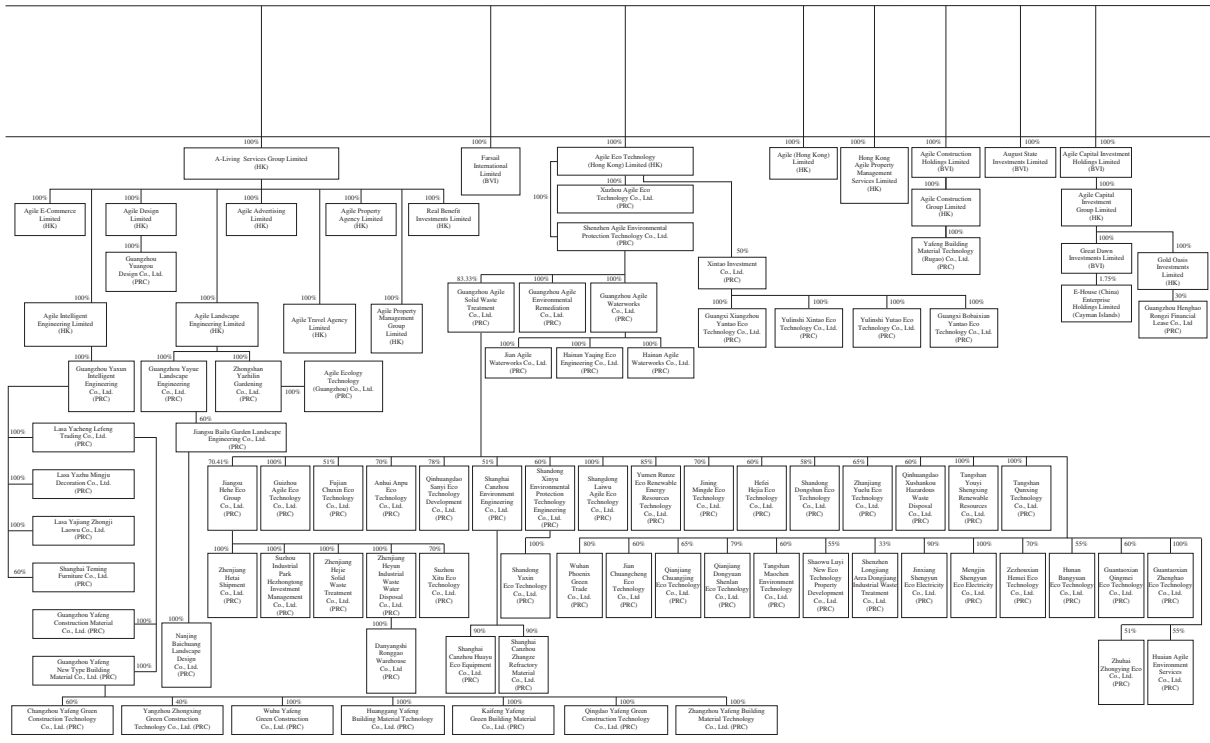 100%
100%
100%
100%
100%
100%
100%
100%
A-Living Services Group Limited
(HK)
Farsail
International
Limited
(BVI)
Agile Eco Technology
(Hong Kong) Limited (HK)
Agile (Hong Kong)
Limited
(HK)
Hong Kong
Agile Property
Management
Services Limited
(HK)
Agile Construction
Holdings Limited
(BVI)
August State
Investments Limited
(BVI)
Agile Capital Investment
Holdings Limited
(BVI)
100%
Agile E-Commerce
Limited
(HK)
100%
Agile Design
Limited
(HK)
100%
Agile Advertising
Limited
(HK)
100%
Agile Property
Agency Limited
(HK)
100%
Real Benefit
Investments Limited
(HK)
100%
100%
Xuzhou Agile Eco
Technology Co., Ltd.
(PRC)
Shenzhen Agile Environmental
Protection Technology Co., Ltd.
(PRC)
100%
Agile Construction
Group Limited
(HK)
100%
Yafeng Building
Material Technology
(Rugao) Co., Ltd.
(PRC)
100%
Agile Capital
Investment
Group Limited
(HK)
100%
Great Dawn
Investments Limited
(BVI)
1.75%
E-House (China)
Enterprise
Holdings Limited
(Cayman Islands)
100%
Gold Oasis
Investments
Limited
(HK)
30%
Guangzhou Henghao
Rongzi Financial
Lease Co., Ltd
(PRC)
100%
Guangzhou
Yuangou
Design Co., Ltd.
(PRC)
50%
Xintao Investment
Co., Ltd.
(PRC)
83.33%
Guangzhou Agile
Solid Waste
Treatment
Co., Ltd.
(PRC)
100%
Guangzhou Agile
Environmental
Remediation Co., Ltd.
(PRC)
100%
Guangzhou Agile
Waterworks
Co., Ltd.
(PRC)
100%
Guangxi Xiangzhou
Yantao Eco
Technology Co., Ltd.
(PRC)
100%
Yulinshi Xintao Eco
Technology Co., Ltd.
(PRC)
100%
Yulinshi Yutao Eco
Technology Co., Ltd.
(PRC)
100%
Guangxi Bobaixian
Yantao Eco
Technology Co., Ltd.
(PRC)
100%
Agile Intelligent
Engineering Limited
(HK)
100%
Agile Landscape
Engineering Limited
(HK)
100%
Agile Travel Agency
Limited
(HK)
100%
Agile Property
Management
Group Limited
(HK)
100%
Jian Agile
Waterworks Co., Ltd.
(PRC)
100%
Hainan Yaqing Eco
Engineering Co., Ltd.
(PRC)
100%
Hainan Agile
Waterworks Co., Ltd.
(PRC)
100%
Guangzhou Yaxun
Intelligent
Engineering
Co., Ltd.
(PRC)
100%
Guangzhou Yayue
Landscape
Engineering
Co., Ltd.
(PRC)
100%
Zhongshan
Yazhilin
Gardening
Co., Ltd.
(PRC)
100%
Agile Ecology
Technology
(Guangzhou) Co., Ltd.
(PRC)
60%
Jiangsu Bailu Garden Landscape
Engineering Co., Ltd.
(PRC)
100%
Lasa Yacheng Lefeng
Trading Co., Ltd.
(PRC)
100%
Lasa Yazhu Mingju
Decoration Co., Ltd.
(PRC)
100%
Lasa Yajiang Zhongji
Laowu Co., Ltd.
(PRC)
60%
Shanghai Teming
Furniture Co., Ltd.
(PRC)
Guangzhou Yafeng
Construction Material
Co., Ltd. (PRC)
100%
Guangzhou Yafeng
New Type Building
Material Co., Ltd. (PRC)
100%
100%
Nanjing
Baichuang
Landscape
Design
Co., Ltd.
(PRC)
70.41%
Jiangsu
Hehe Eco
Group
Co., Ltd.
(PRC)
100%
Guizhou
Agile Eco
Technology
Co., Ltd.
(PRC)
51%
Fujian
Chuxin Eco
Technology
Co., Ltd.
(PRC)
70%
Anhui Anpu
Eco
Technology
Co., Ltd.
(PRC)
78%
Qinhuangdao
Sanyi Eco
Technology
Development
Co., Ltd.
(PRC)
51%
Shanghai
Canzhou
Environment
Engineering
Co., Ltd.
(PRC)
60%
Shandong
Xinyu
Environmental
Protection
Technology
Engineering
Co., Ltd.
(PRC)
100%
Shangdong
Laiwu
Agile Eco
Technology
Co., Ltd.
(PRC)
85%
Yumen Runze
Eco Renewable
Energy
Resources
Technology
Co., Ltd.
(PRC)
70%
Jining
Mingde Eco
Technology
Co., Ltd.
(PRC)
60%
Hefei
Hejia Eco
Technology
Co., Ltd.
(PRC)
58%
Shandong
Dongshun Eco
Technology
Co., Ltd.
(PRC)
65%
Zhanjiang
Yuelu Eco
Technology
Co., Ltd.
(PRC)
60%
Qinhuangdao
Xushankou
Hazardous
Waste
Disposal
Co., Ltd.
(PRC)
100%
Tangshan
Youyi
Shengxing
Renewable
Resources
Co., Ltd.
(PRC)
100%
Tangshan
Qunxing
Technology
Co., Ltd.
(PRC)
100%
Zhenjiang
Hetai
Shipment
Co., Ltd.
(PRC)
100%
Suzhou
Industrial
Park
Hezhongtong
Investment
Management
Co., Ltd.
(PRC)
100%
Zhenjiang
Hejie
Solid
Waste
Treatment
Co., Ltd.
(PRC)
100%
Zhenjiang
Heyun
Industrial
Waste
Water
Disposal
Co., Ltd.
(PRC)
70%
Suzhou
Xitu Eco
Technology
Co., Ltd.
(PRC)
100%
Shandong
Yaxin
Eco Technology
Co., Ltd.
(PRC)
80%
Wuhan
Phoenix
Green
Trade
Co., Ltd.
(PRC)
60%
Jian
Chuangcheng
Eco
Technology
Co., Ltd
(PRC)
65%
Qianjiang
Chuangjing
Eco
Technology
Co., Ltd.
(PRC)
79%
Qianjiang
Dongyuan
Shenlan
Eco Technology
Co., Ltd.
(PRC)
60%
Tangshan
Maochen
Environment
Technology
Co., Ltd.
(PRC)
55%
Shaowu Luyi
New Eco
Technology
Property
Development
Co., Ltd.
(PRC)
33%
Shenzhen
Longjiang
Area Dongjiang
Industrial Waste
Treatment
Co., Ltd.
(PRC)
90%
Jinxiang
Shengyun
Eco
Electricity
Co., Ltd.
(PRC)
100%
Mengjin
Shengyun
Eco
Electricity
Co., Ltd.
(PRC)
70%
Zezhouxian
Hemei Eco
Technology
Co., Ltd.
(PRC)
55%
Hunan
Bangyuan
Eco Technology
Co., Ltd.
(PRC)
60%
Guantaoxian
Qingmei
Eco Technology
Co., Ltd.
(PRC)
100%
Guantaoxian
Zhenghao
Eco Technology
Co., Ltd.
(PRC)
100%
Danyangshi
Ronggao
Warehouse
Co., Ltd
(PRC)
90%
Shanghai
Canzhou Huayu
Eco Equipment
Co., Ltd.
(PRC)
90%
Shanghai
Canzhou
Zhangze
Refractory
Material
Co., Ltd.
(PRC)
51%
Zhuhai
Zhongying Eco
Co., Ltd.
(PRC)
55%
Huaian Agile
Environment
Services
Co., Ltd.
(PRC)
60%
Changzhou Yafeng Green
Construction Technology
Co., Ltd. (PRC)
40%
Yangzhou Zhongxing
Green Construction
Technology Co., Ltd. (PRC)
100%
Wuhu Yafeng
Green Construction
Co., Ltd. (PRC)
100%
Huanggang Yafeng
Building Material Technology
Co., Ltd. (PRC)
100%
Kaifeng Yafeng
Green Building Material
Co., Ltd. (PRC)
100%
Qingdao Yafeng Green
Construction Technology
Co., Ltd. (PRC)
100%
Zhangzhou Yafeng Building
Material Technology
Co., Ltd. (PRC)